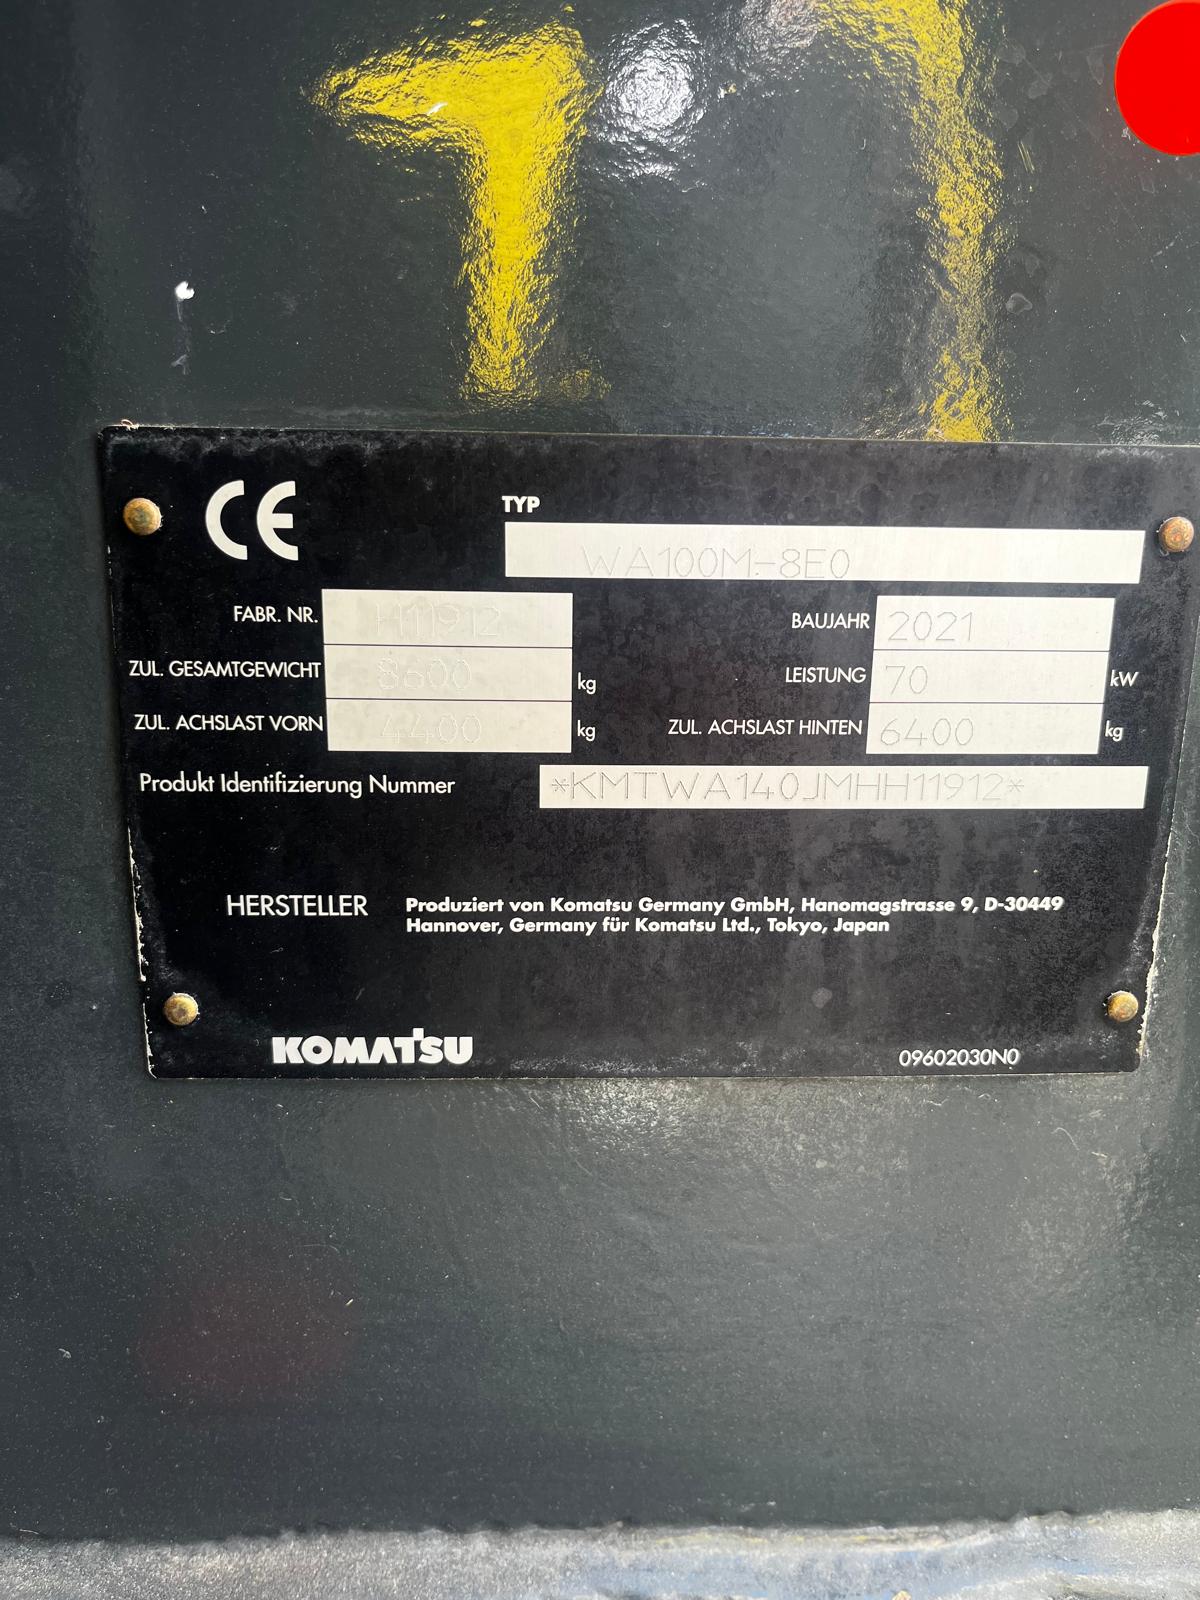 17
CE
TYP
WA100M-8E0
FABR. NR. H11912
BAUJAHR 2021
ZUL. GESAMTGEWICHT 8600 kg
LEISTUNG 70 kW
ZUL. ACHSLAST VORN 4400 kg
ZUL. ACHSLAST HINTEN 6400 kg
Produkt Identifizierung Nummer *KMTWA140JMHH11912*
HERSTELLER Produziert von Komatsu Germany GmbH, Hanomagstrasse 9, D-30449
Hannover, Germany für Komatsu Ltd., Tokyo, Japan
KOMATSU
09602030N0